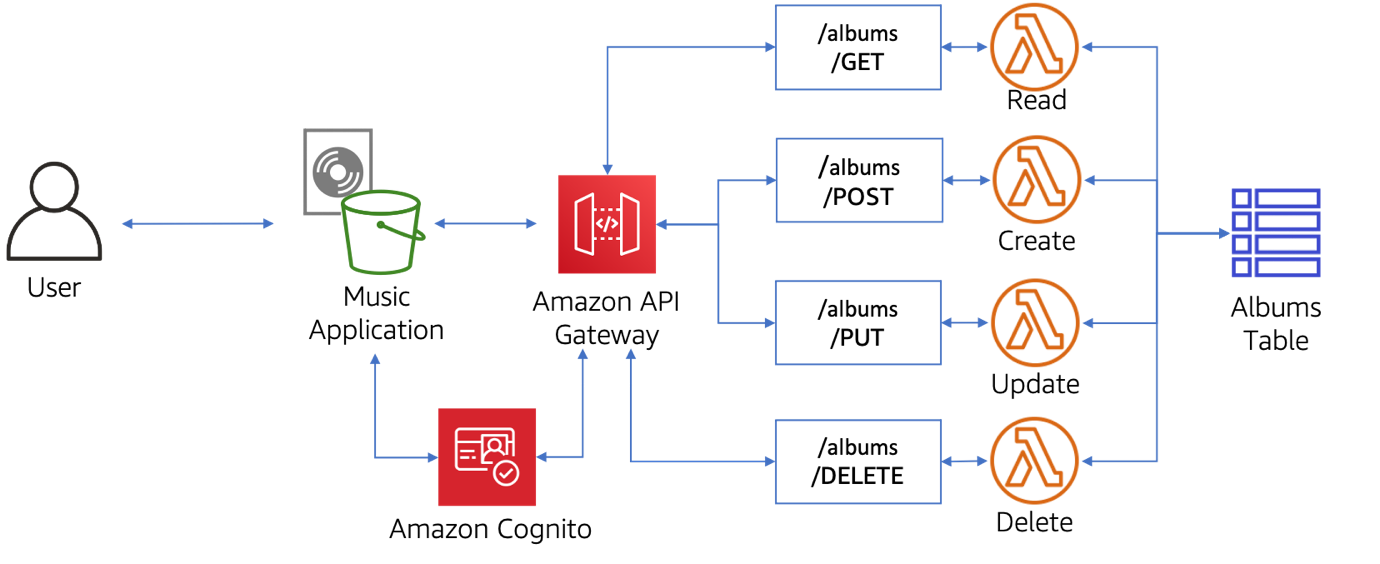 User
Music
Application
Amazon API
Gateway
Amazon Cognito
/albums
/GET
Read
/albums
/POST
Create
/albums
/PUT
Update
/albums
/DELETE
Delete
Albums
Table